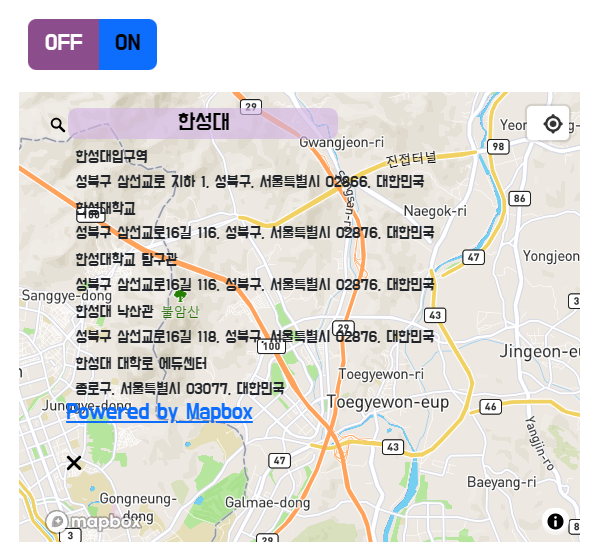 OFF ON
29
한성대
Gwangjeon-ri
진접터널
98
한성대입구역
성북구 삼선교로 지하 1, 성북구, 서울특별시 02866, 대한민국
86
한성대학교
Naegok-ri
성북구 삼선교로16길 116, 성북구, 서울특별시 02876, 대한민국
47
한성대학교 탐구관
성북구 삼선교로16길 116, 성북구, 서울특별시 02876, 대한민국
Sanggye-dong
한성대 낙산관
불암산
43
29
성북구 삼선교로16길 118, 성북구, 서울특별시 02876, 대한민국
100
한성대 대학로 에듀센터
Toegyewon-ri
종로구, 서울특별시 03077, 대한민국
Toegyewon-eup
46
Powered by Mapbox
43
47
Yangjin-ro
Baeyang-ri
Gongneung-dong
Galmae-dong
mapbox
3
29